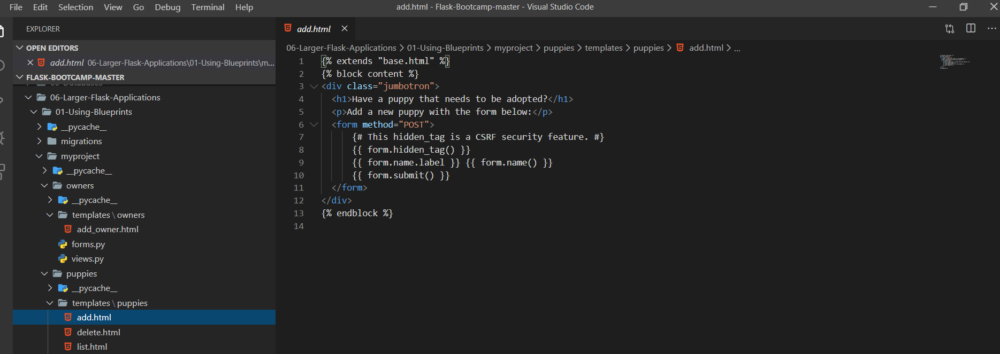 File Edit Selection View Go Debug Terminal Help
add.html - Flask-Bootcamp-master - Visual Studio Code
EXPLORER
OPEN EDITORS
add.html 06-Larger-Flask-Applications\01-Using-Blueprints\m...
FLASK-BOOTCAMP-MASTER
06-Larger-Flask-Applications
01-Using-Blueprints
__pycache__
migrations
myproject
__pycache__
owners
__pycache__
templates \ owners
add_owner.html
forms.py
views.py
puppies
__pycache__
templates \ puppies
add.html
delete.html
list.html
add.html
06-Larger-Flask-Applications > 01-Using-Blueprints > myproject > puppies > templates > puppies > add.html > ...
1 {% extends "base.html" %}
2 {% block content %}
3 <div class="jumbotron">
4 <h1>Have a puppy that needs to be adopted?</h1>
5 <p>Add a new puppy with the form below:</p>
6 <form method="POST">
7 {# This hidden_tag is a CSRF security feature. #}
8 {{ form.hidden_tag() }}
9 {{ form.name.label }} {{ form.name() }}
10 {{ form.submit() }}
11 </form>
12 </div>
13 {% endblock %}
14